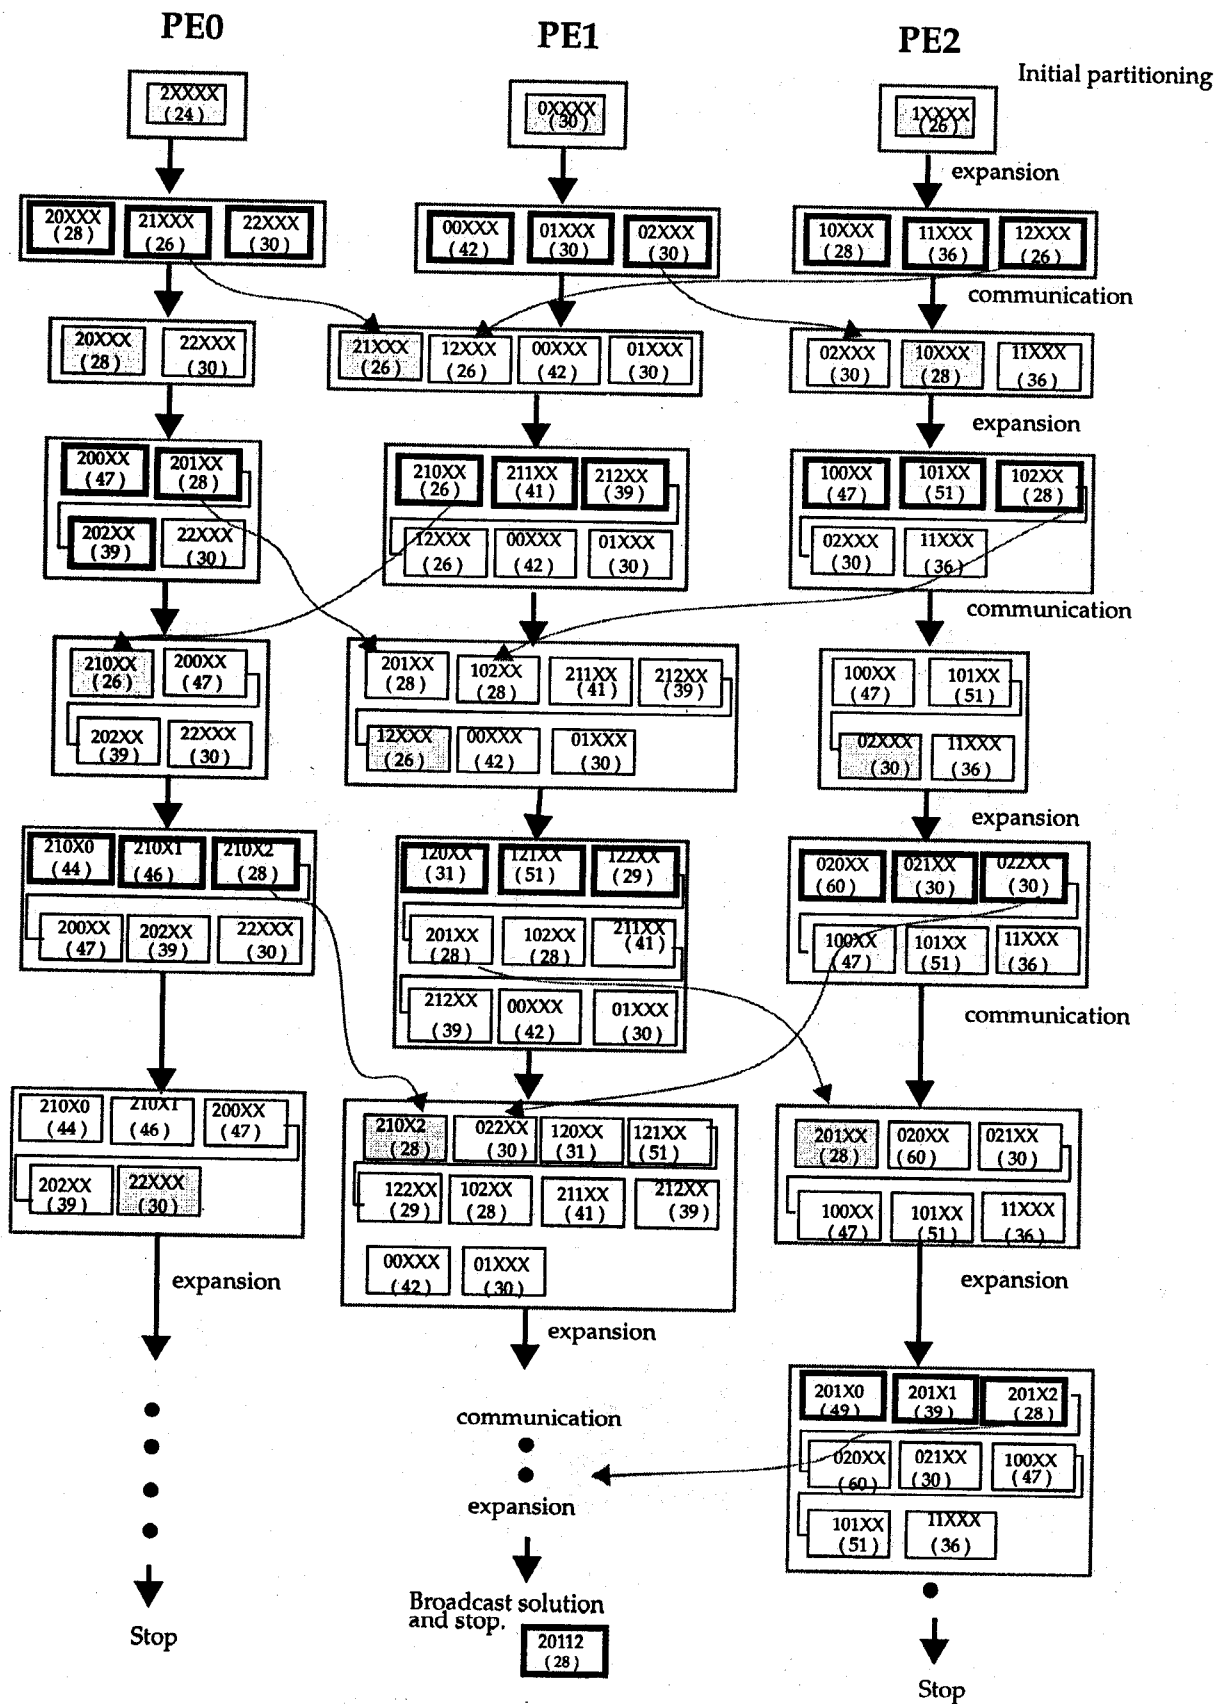 PE0
PE1
PE2
Initial partitioning
2XXXX
(24)
0XXXX
(30)
1XXXX
(26)
expansion
20XXX
(28)
21XXX
(26)
22XXX
(30)
00XXX
(42)
01XXX
(30)
02XXX
(30)
10XXX
(28)
11XXX
(36)
12XXX
(26)
communication
20XXX
(28)
22XXX
(30)
21XXX
(26)
12XXX
(26)
00XXX
(42)
01XXX
(30)
02XXX
(30)
10XXX
(28)
11XXX
(36)
expansion
200XX
(47)
201XX
(28)
202XX
(39)
22XXX
(30)
210XX
(26)
211XX
(41)
212XX
(39)
12XXX
(26)
00XXX
(42)
01XXX
(30)
100XX
(47)
101XX
(51)
102XX
(28)
02XXX
(30)
11XXX
(36)
communication
210XX
(26)
200XX
(47)
202XX
(39)
22XXX
(30)
201XX
(28)
102XX
(28)
211XX
(41)
212XX
(39)
12XXX
(26)
00XXX
(42)
01XXX
(30)
100XX
(47)
101XX
(51)
02XXX
(30)
11XXX
(36)
expansion
210X0
(44)
210X1
(46)
210X2
(28)
200XX
(47)
202XX
(39)
22XXX
(30)
120XX
(31)
121XX
(51)
122XX
(29)
201XX
(28)
102XX
(28)
211XX
(41)
212XX
(39)
00XXX
(42)
01XXX
(30)
020XX
(60)
021XX
(30)
022XX
(30)
100XX
(47)
101XX
(51)
11XXX
(36)
communication
210X0
(44)
210X1
(46)
200XX
(47)
202XX
(39)
22XXX
(30)
210X2
(28)
022XX
(30)
120XX
(31)
121XX
(51)
122XX
(29)
102XX
(28)
211XX
(41)
212XX
(39)
00XXX
(42)
01XXX
(30)
201XX
(28)
020XX
(60)
021XX
(30)
100XX
(47)
101XX
(51)
11XXX
(36)
expansion
expansion
expansion
communication
expansion
201X0
(49)
201X1
(39)
201X2
(28)
020XX
(60)
021XX
(30)
100XX
(47)
101XX
(51)
11XXX
(36)
Stop
Broadcast solution
and stop.
20112
(28)
Stop